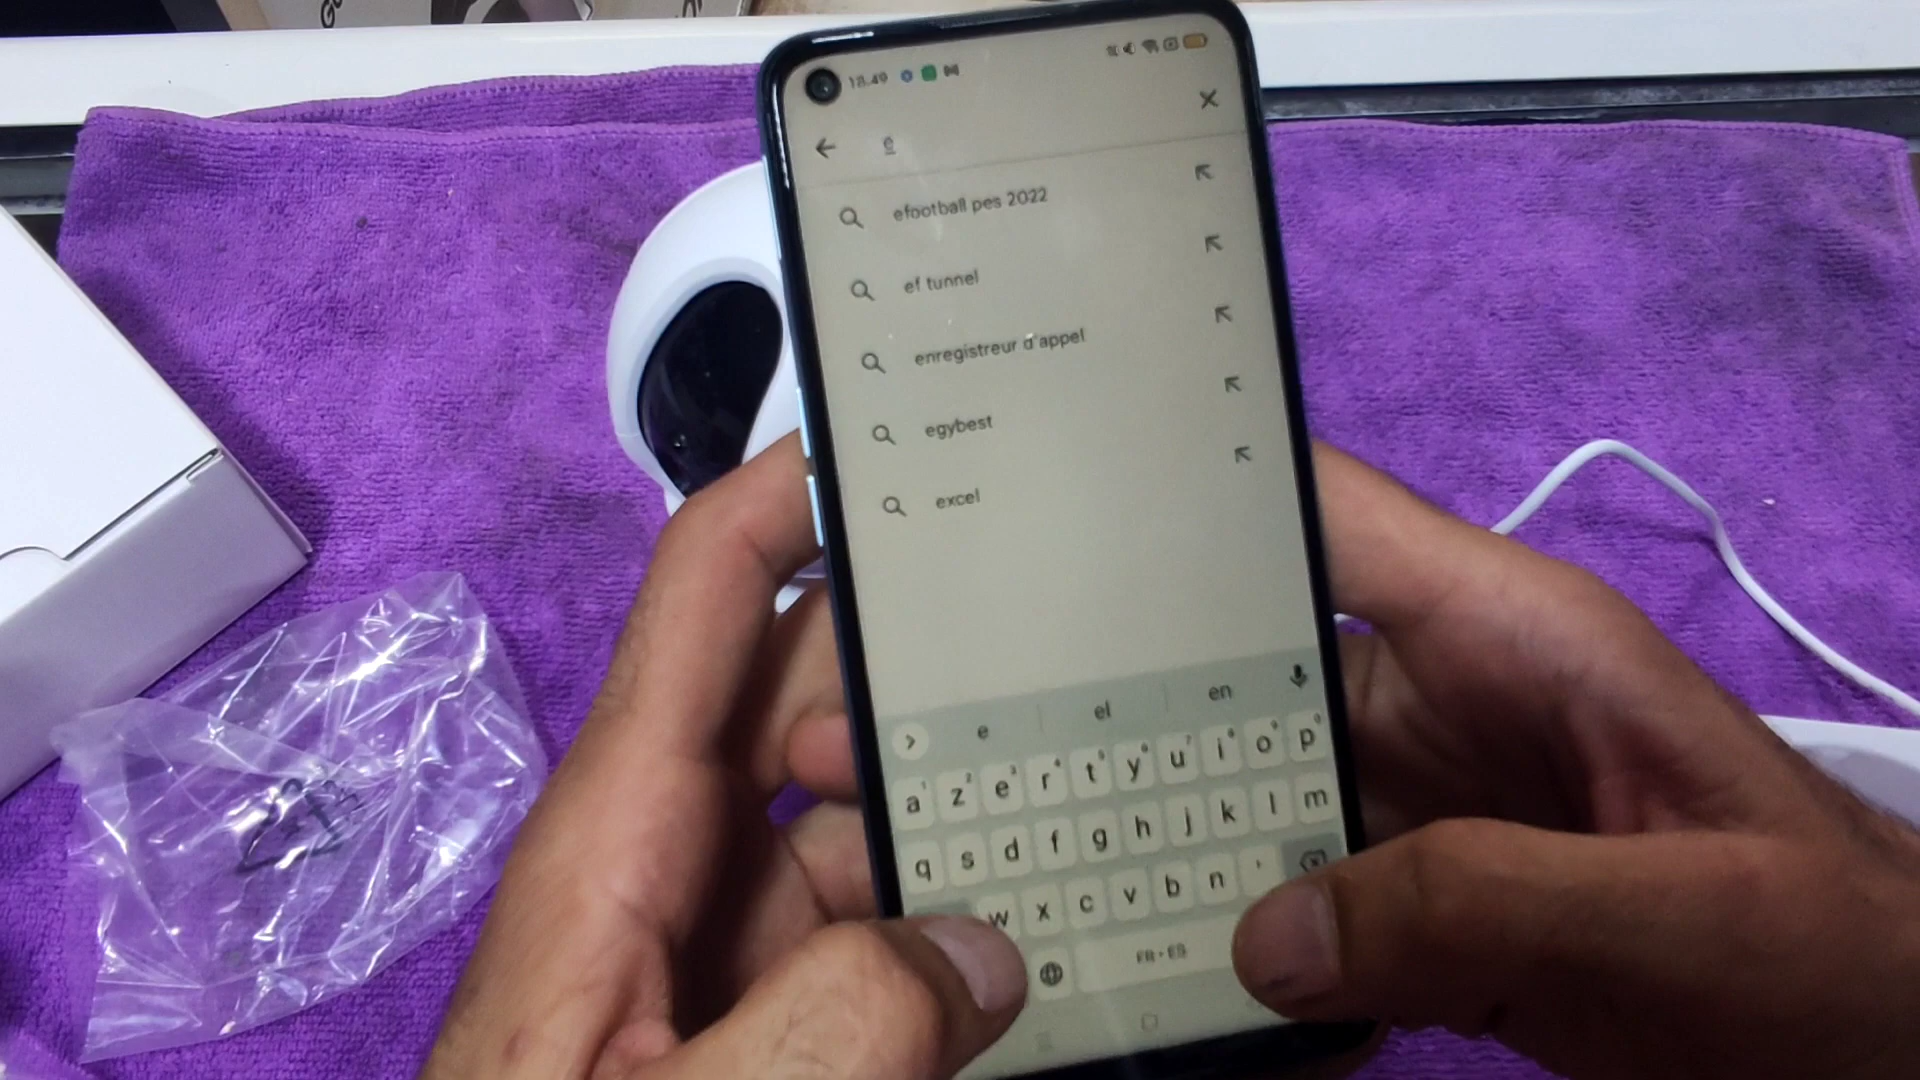 18.49
e
efootball pes 2022
ef tunnel
enregistreur d'appel
egybest
excel
e el en
a z e r t y u i o p
q s d f g h j k l m
w x c v b n '
FR • ES